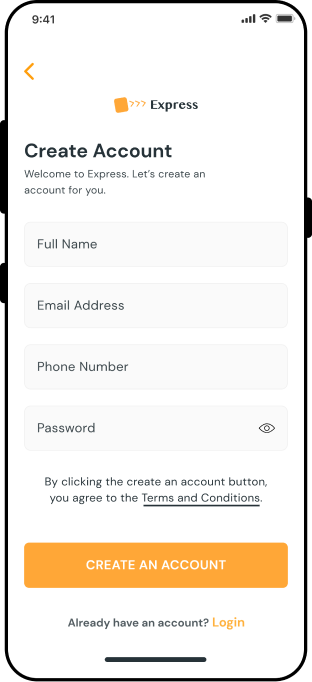 9:41
Express
Create Account
Welcome to Express. Let's create an
account for you.
Full Name
Email Address
Phone Number
Password
By clicking the create an account button,
you agree to the Terms and Conditions.
CREATE AN ACCOUNT
Already have an account? Login